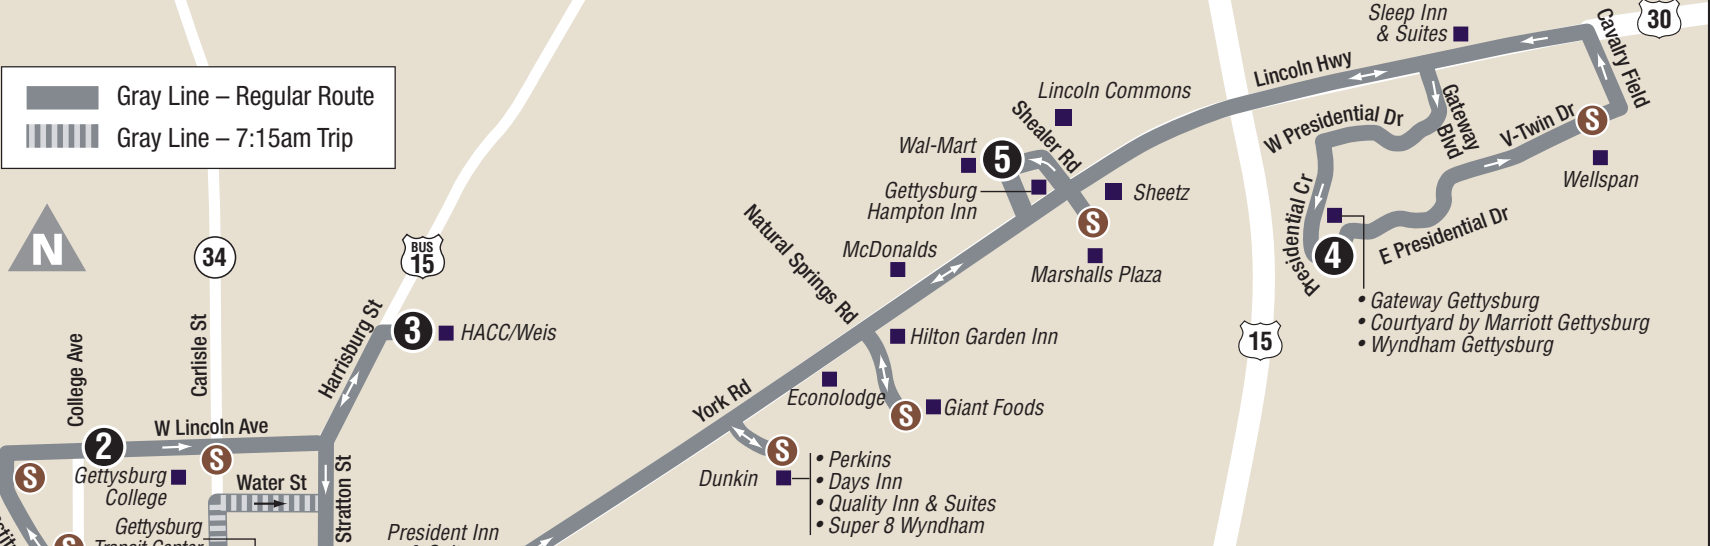 Gray Line – Regular Route
Gray Line – 7:15am Trip
N
34
BUS
15
Harrisburg St
3
HACC/Weis
College Ave
Carlisle St
2
W Lincoln Ave
S
S
Gettysburg
College
Water St
Stratton St
Gettysburg
Transit Center
S
President Inn
York Rd
S
Dunkin
• Perkins
• Days Inn
• Quality Inn & Suites
• Super 8 Wyndham
Econolodge
S
Giant Foods
Hilton Garden Inn
Natural Springs Rd
McDonalds
Wal-Mart
5
Gettysburg
Hampton Inn
Shealer Rd
Lincoln Commons
Sheetz
S
Marshalls Plaza
15
Lincoln Hwy
Sleep Inn
& Suites
30
Cavalry Field
Gateway
Blvd
W Presidential Dr
V-Twin Dr
S
Wellspan
Presidential Cr
4
E Presidential Dr
• Gateway Gettysburg
• Courtyard by Marriott Gettysburg
• Wyndham Gettysburg